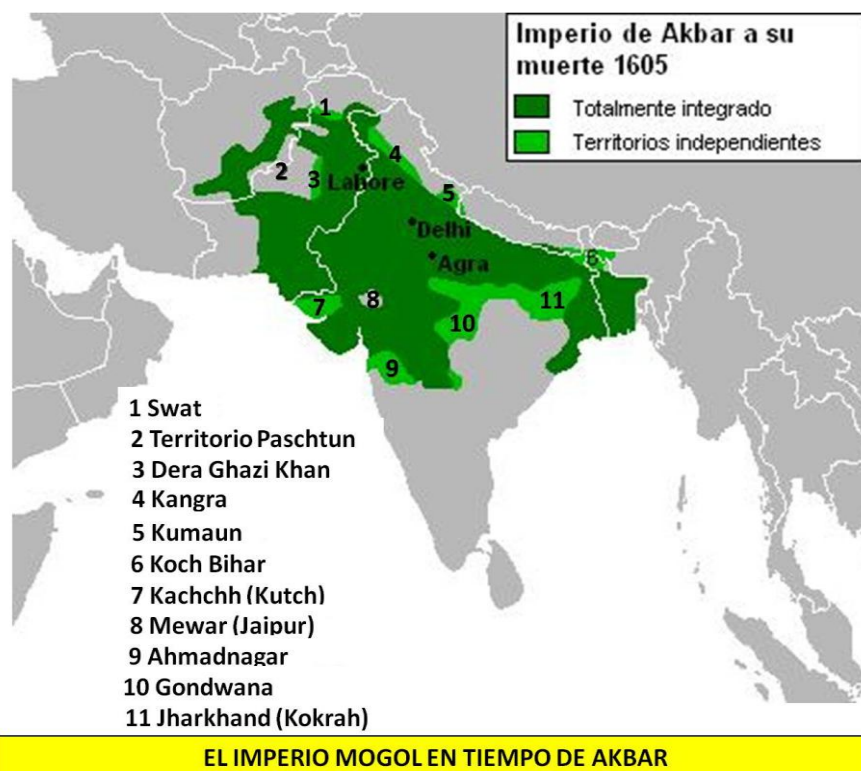 Imperio de Akbar a su
muerte 1605
Totalmente integrado
Territorios independientes
1
2
3
Lahore
4
5
Delhi
Agra
6
7
8
9
10
11
1 Swat
2 Territorio Paschtun
3 Dera Ghazi Khan
4 Kangra
5 Kumaun
6 Koch Bihar
7 Kachchh (Kutch)
8 Mewar (Jaipur)
9 Ahmadnagar
10 Gondwana
11 Jharkhand (Kokrah)
EL IMPERIO MOGOL EN TIEMPO DE AKBAR